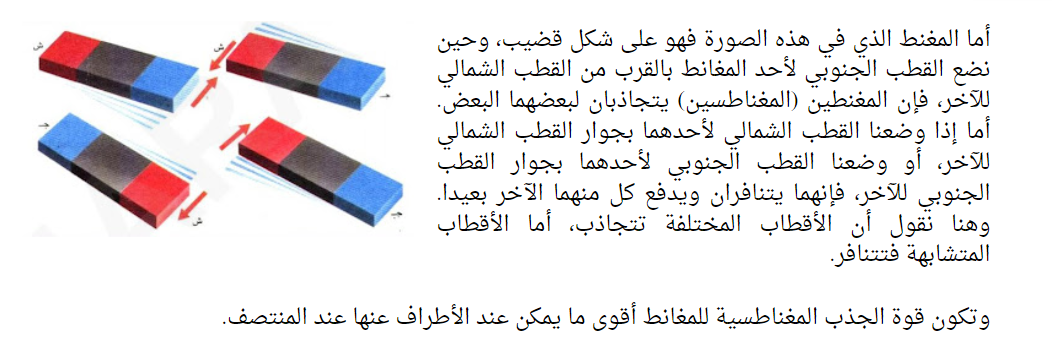 أما المغنط الذي في هذه الصورة فهو على شكل قضيب، وحين
نضع القطب الجنوبي لأحد المغانط بالقرب من القطب الشمالي
للآخر، فإن المغنطين (المغناطسين) يتجاذبان لبعضهما البعض.
أما إذا وضعنا القطب الشمالي لأحدهما بجوار القطب الشمالي
للآخر، أو وضعنا القطب الجنوبي لأحدهما بجوار القطب
الجنوبي للآخر، فإنهما يتنافران ويدفع كل منهما الآخر بعيدا.
وهنا نقول أن الأقطاب المختلفة تتجاذب، أما الأقطاب
المتشابهة فتتنافر.
وتكون قوة الجذب المغناطسية للمغانط أقوى ما يمكن عند الأطراف عنها عند المنتصف.
ش
ش
جـ
جـ
ش
جـ